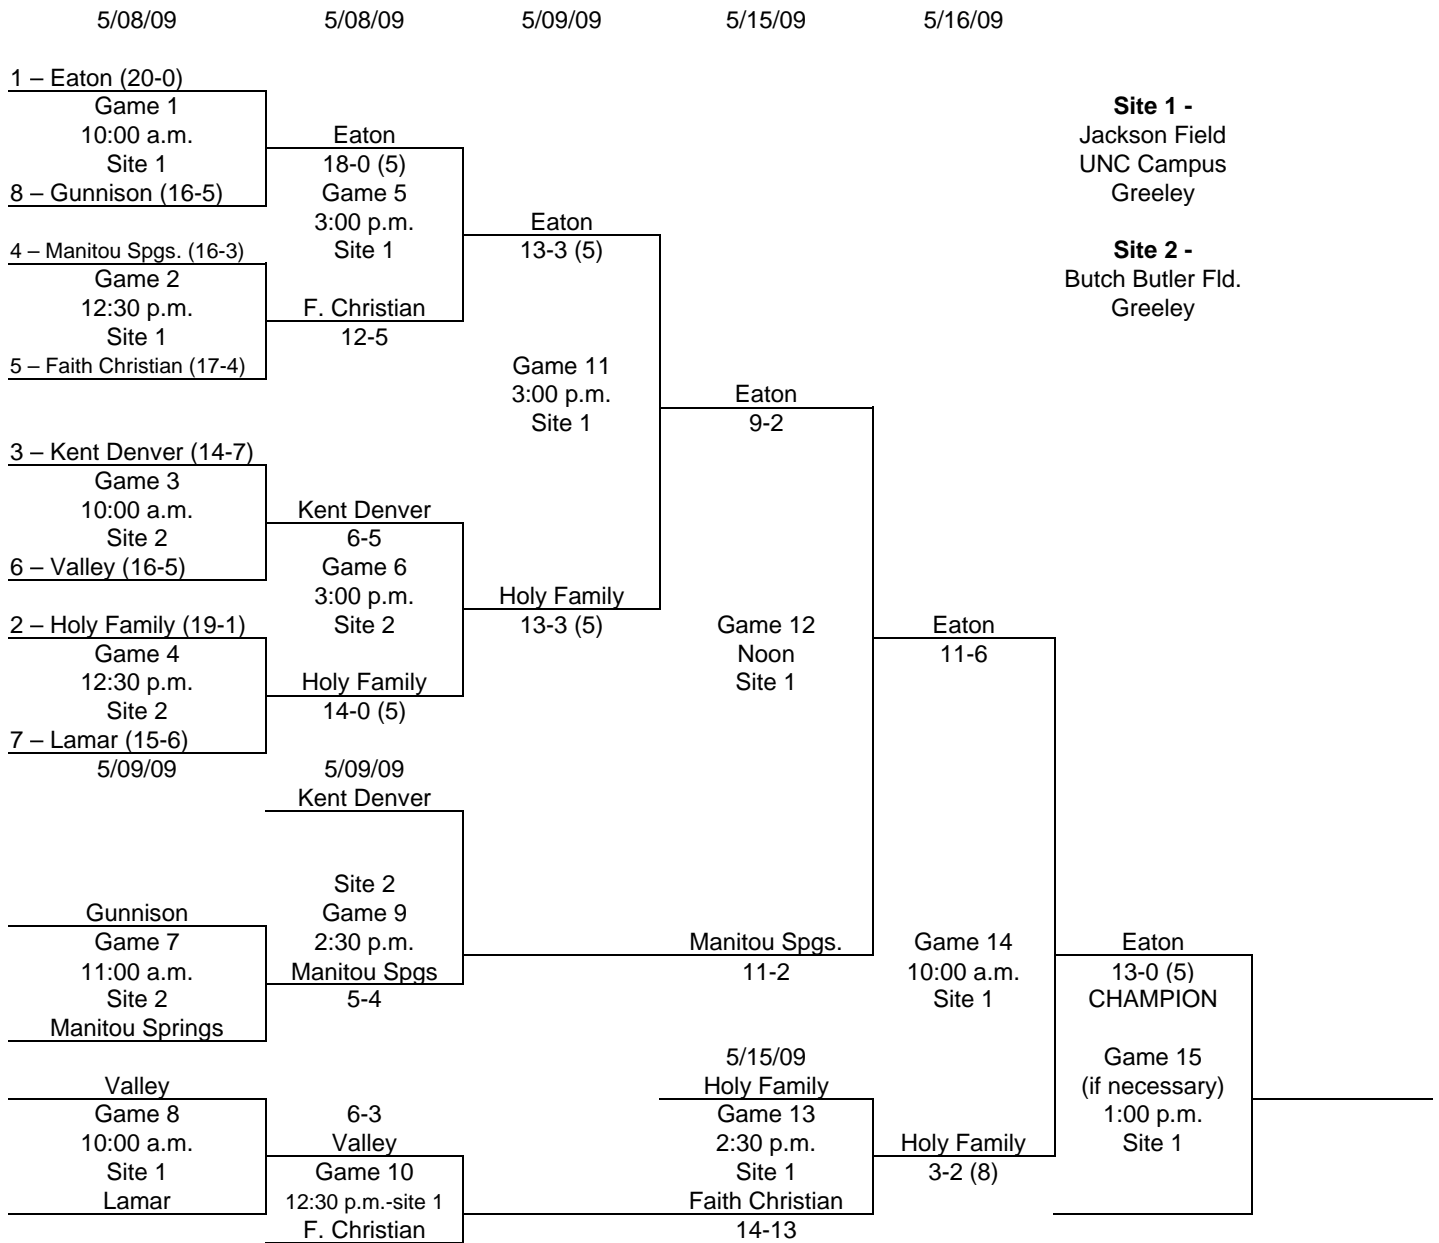 5/08/09 5/08/09 5/09/09 5/15/09 5/16/09
1 – Eaton (20-0)
Game 1
10:00 a.m.
Site 1
8 – Gunnison (16-5)
4 – Manitou Spgs. (16-3)
Game 2
12:30 p.m.
Site 1
5 – Faith Christian (17-4)
3 – Kent Denver (14-7)
Game 3
10:00 a.m.
Site 2
6 – Valley (16-5)
2 – Holy Family (19-1)
Game 4
12:30 p.m.
Site 2
7 – Lamar (15-6)
5/09/09
Gunnison
Game 7
11:00 a.m.
Site 2
Manitou Springs
Valley
Game 8
10:00 a.m.
Site 1
Lamar
Eaton
18-0 (5)
Game 5
3:00 p.m.
Site 1
F. Christian
12-5
Kent Denver
6-5
Game 6
3:00 p.m.
Site 2
Holy Family
14-0 (5)
5/09/09
Kent Denver
Site 2
Game 9
2:30 p.m.
Manitou Spgs
5-4
6-3
Valley
Game 10
12:30 p.m.-site 1
F. Christian
Eaton
13-3 (5)
Game 11
3:00 p.m.
Site 1
Holy Family
13-3 (5)
Eaton
9-2
Game 12
Noon
Site 1
Manitou Spgs.
11-2
5/15/09
Holy Family
Game 13
2:30 p.m.
Site 1
Faith Christian
14-13
Eaton
11-6
Game 14
10:00 a.m.
Site 1
Holy Family
3-2 (8)
Site 1 -
Jackson Field
UNC Campus
Greeley
Site 2 -
Butch Butler Fld.
Greeley
Eaton
13-0 (5)
CHAMPION
Game 15
(if necessary)
1:00 p.m.
Site 1